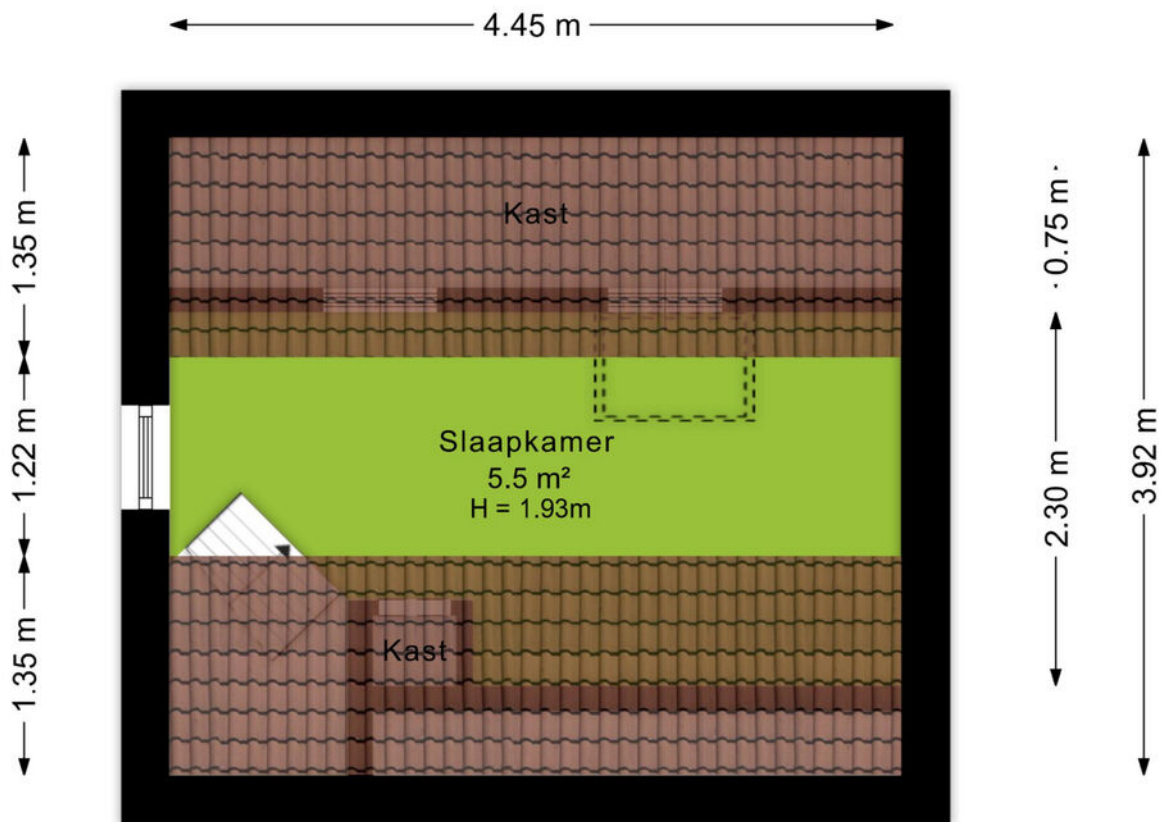 4.45 m
1.35 m
1.22 m
1.35 m
Kast
Slaapkamer
5.5 m²
H = 1.93m
Kast
0.75 m
2.30 m
3.92 m